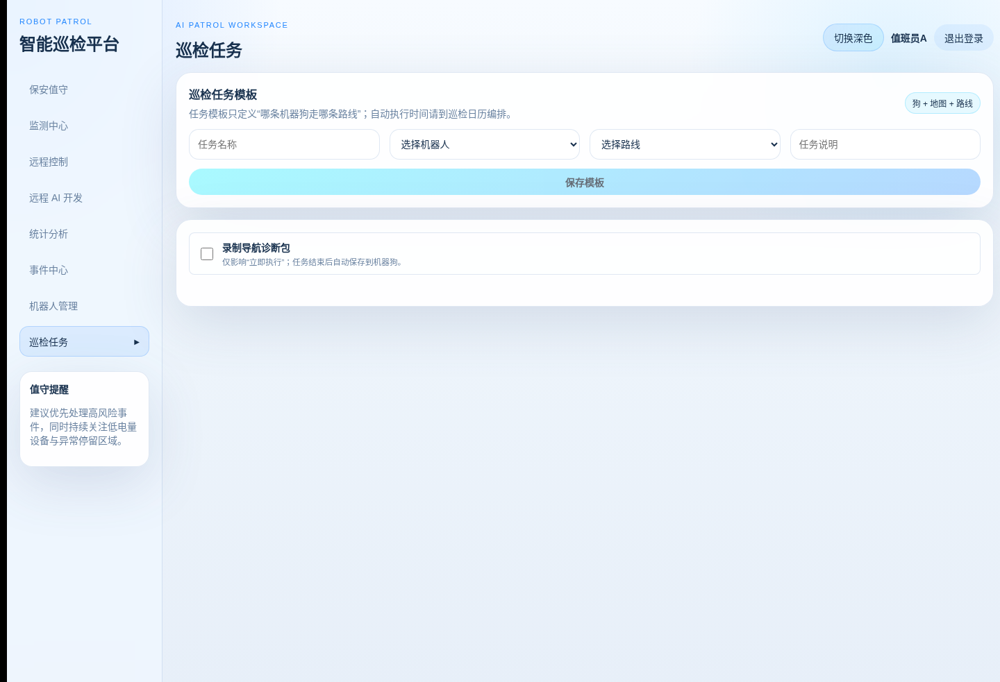 ROBOT PATROL
智能巡检平台
保安值守
监测中心
远程控制
远程 AI 开发
统计分析
事件中心
机器人管理
巡检任务
值守提醒
建议优先处理高风险事
件，同时持续关注低电量
设备与异常停留区域。
AI PATROL WORKSPACE
巡检任务
切换深色
值班员A
退出登录
巡检任务模板
任务模板只定义“哪条机器狗走哪条路线”；自动执行时间请到巡检日历编排。
狗 + 地图 + 路线
任务名称
选择机器人
选择路线
任务说明
保存模板
录制导航诊断包
仅影响“立即执行”；任务结束后自动保存到机器狗。